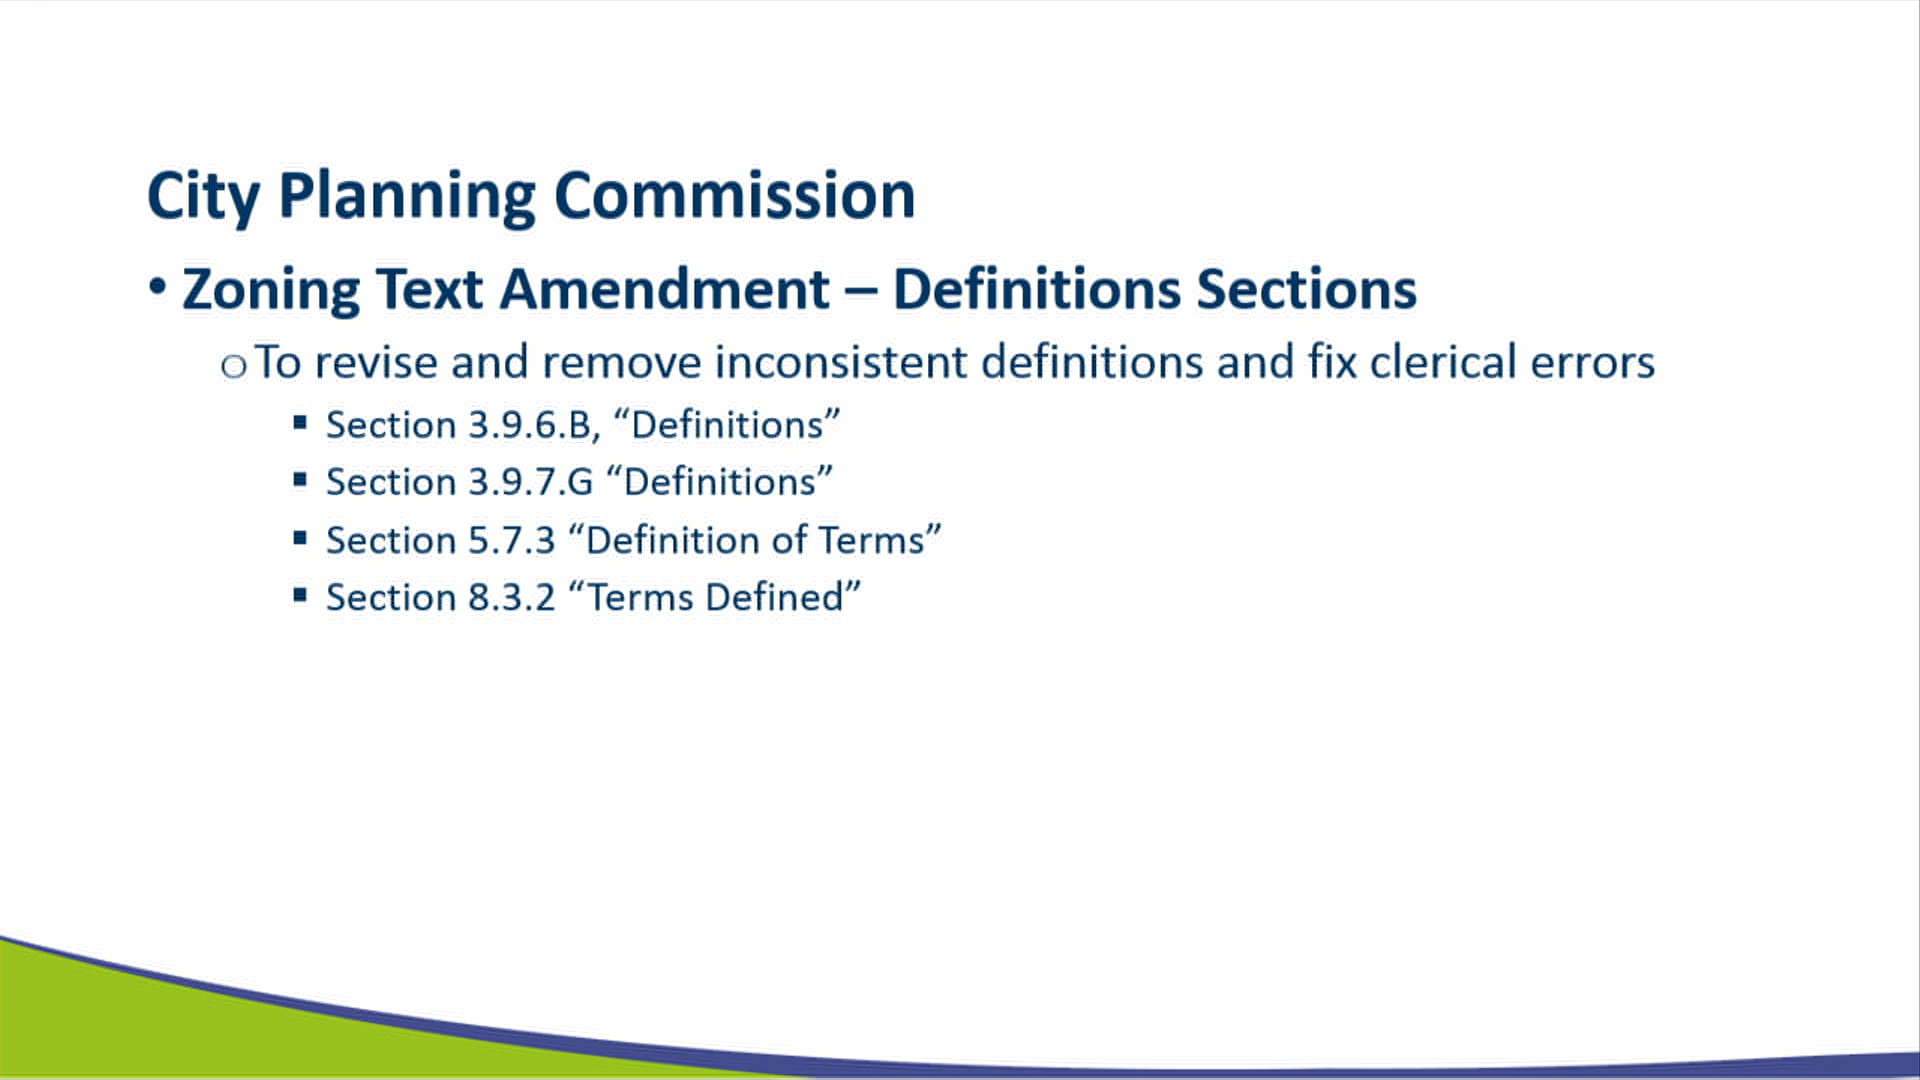 City Planning Commission
• Zoning Text Amendment – Definitions Sections
o To revise and remove inconsistent definitions and fix clerical errors
▪ Section 3.9.6.B, “Definitions”
▪ Section 3.9.7.G “Definitions”
▪ Section 5.7.3 “Definition of Terms”
▪ Section 8.3.2 “Terms Defined”